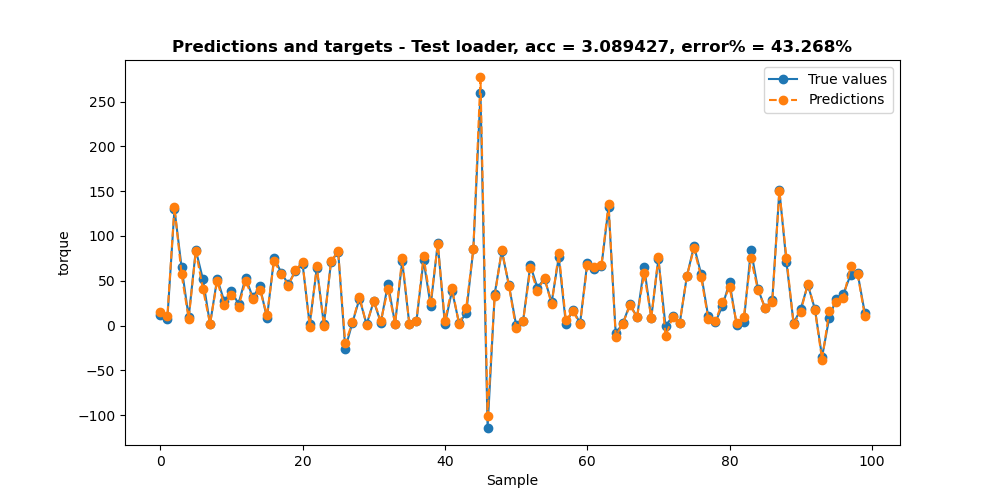 Predictions and targets - Test loader, acc = 3.089427, error% = 43.268%
True values
Predictions
torque
250
200
150
100
50
0
−50
−100
0 20 40 60 80 100
Sample